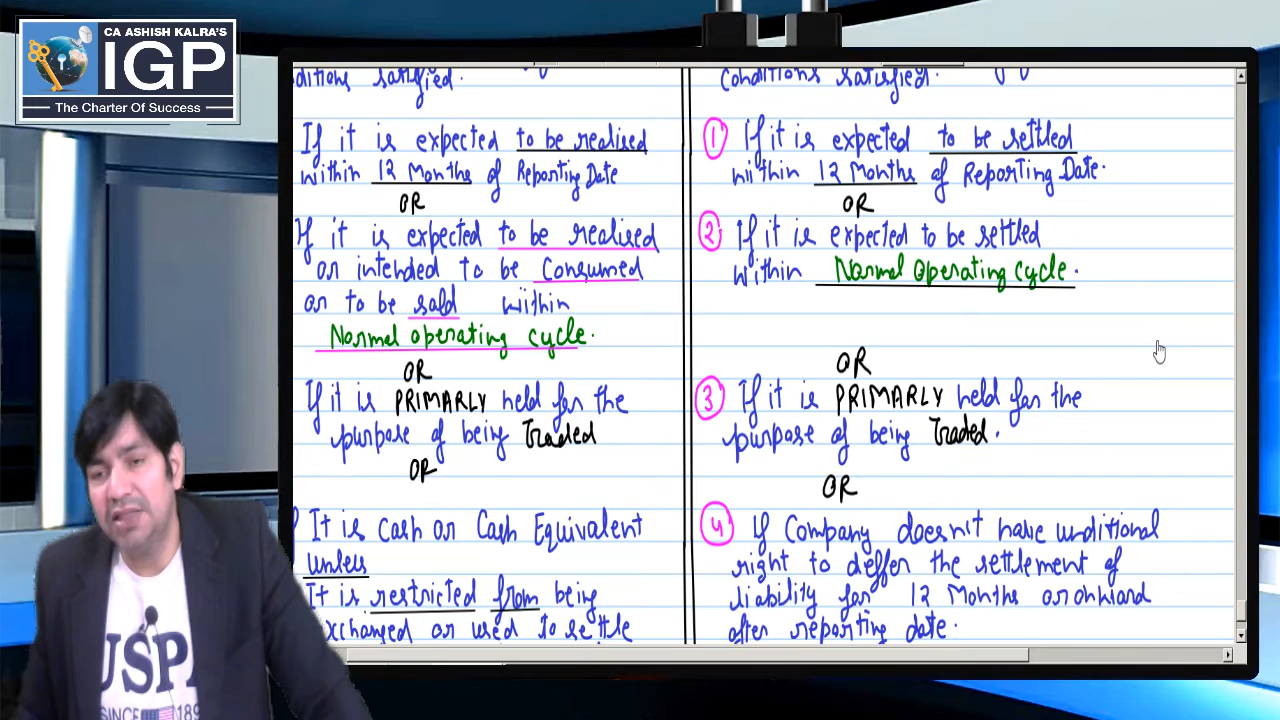 CA ASHISH KALRA'S
IGP
The Charter Of Success
nditions satisfied.
If it is expected to be realised
within 12 Months of Reporting Date
OR
If it is expected to be realised
or intended to be Consumed
or to be sold within
Normal operating cycle.
OR
If it is PRIMARLY held for the
purpose of being Traded
OR
It is Cash or Cash Equivalent
unless
It is restricted from being
exchanged or used to settle
Conditions satisfied.
1 If it is expected to be settled
within 12 Months of Reporting Date.
OR
2 If it is expected to be settled
within Normal Operating cycle.
OR
3 If it is PRIMARLY held for the
purpose of being Traded.
OR
4 If Company doesn't have unditional
right to deffer the settlement of
liability for 12 Months or onward
after reporting date.
USPA
SINCE 189